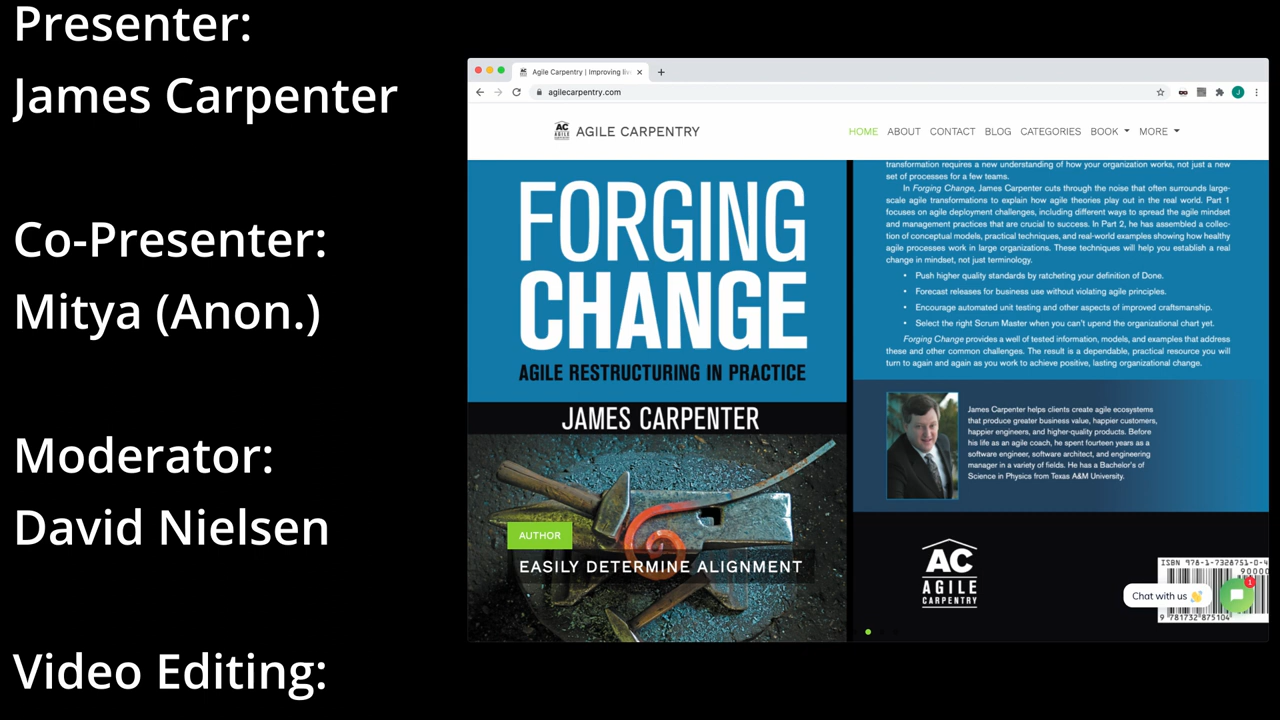 Presenter:
James Carpenter
Co-Presenter:
Mitya (Anon.)
Moderator:
David Nielsen
Video Editing:
Agile Carpentry | Improving liv
agilecarpentry.com
J
AC
AGILE
CARPENTRY
AGILE CARPENTRY
HOME ABOUT CONTACT BLOG CATEGORIES BOOK MORE
FORGING
CHANGE
AGILE RESTRUCTURING IN PRACTICE
JAMES CARPENTER
AUTHOR
EASILY DETERMINE ALIGNMENT
transformation requires a new understanding of how your organization works, not just a new
set of processes for a few teams.
In Forging Change, James Carpenter cuts through the noise that often surrounds large-
scale agile transformations to explain how agile theories play out in the real world. Part 1
focuses on agile deployment challenges, including different ways to spread the agile mindset
and management practices that are crucial to success. In Part 2, he has assembled a collec-
tion of conceptual models, practical techniques, and real-world examples showing how healthy
agile processes work in large organizations. These techniques will help you establish a real
change in mindset, not just terminology.
• Push higher quality standards by ratcheting your definition of Done.
• Forecast releases for business use without violating agile principles.
• Encourage automated unit testing and other aspects of improved craftsmanship.
• Select the right Scrum Master when you can't upend the organizational chart yet.
Forging Change provides a well of tested information, models, and examples that address
these and other common challenges. The result is a dependable, practical resource you will
turn to again and again as you work to achieve positive, lasting organizational change.
James Carpenter helps clients create agile ecosystems
that produce greater business value, happier customers,
happier engineers, and higher-quality products. Before
his life as an agile coach, he spent fourteen years as a
software engineer, software architect, and engineering
manager in a variety of fields. He has a Bachelor's of
Science in Physics from Texas A&M University.
AC
AGILE
CARPENTRY
ISBN 978-1-7328751-0-4
90000
Chat with us 👋
1
9 781732 875104